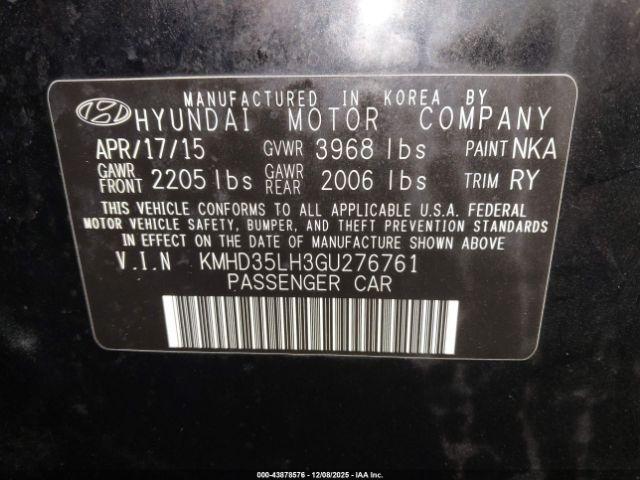 MANUFACTURED IN KOREA BY
HYUNDAI MOTOR COMPANY
APR/17/15 GVWR 3968 lbs PAINT NKA
GAWR FRONT 2205 lbs GAWR REAR 2006 lbs TRIM RY
THIS VEHICLE CONFORMS TO ALL APPLICABLE U.S.A. FEDERAL
MOTOR VEHICLE SAFETY, BUMPER, AND THEFT PREVENTION STANDARDS
IN EFFECT ON THE DATE OF MANUFACTURE SHOWN ABOVE
V.I.N KMHD35LH3GU276761
PASSENGER CAR
000-43878576 - 12/08/2025 - IAAI.COM